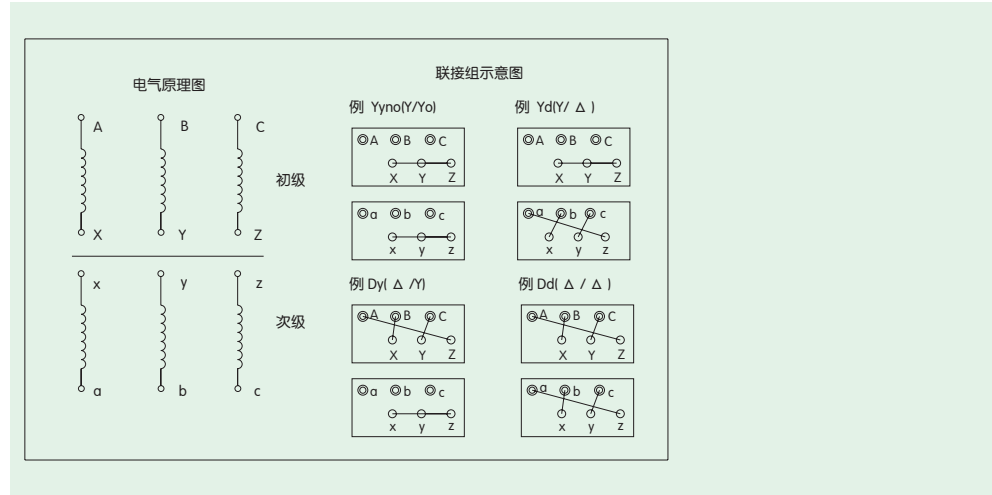 电气原理图
A B C
初级
X Y Z
x y z
次级
a b c
联接组示意图
例 Yyno(Y/Yo)
A B C
X Y Z
a b c
x y z
例 Yd(Y/ Δ )
A B C
X Y Z
a b c
x y z
例 Dy( Δ /Y)
A B C
X Y Z
a b c
x y z
例 Dd( Δ / Δ )
A B C
X Y Z
a b c
x y z